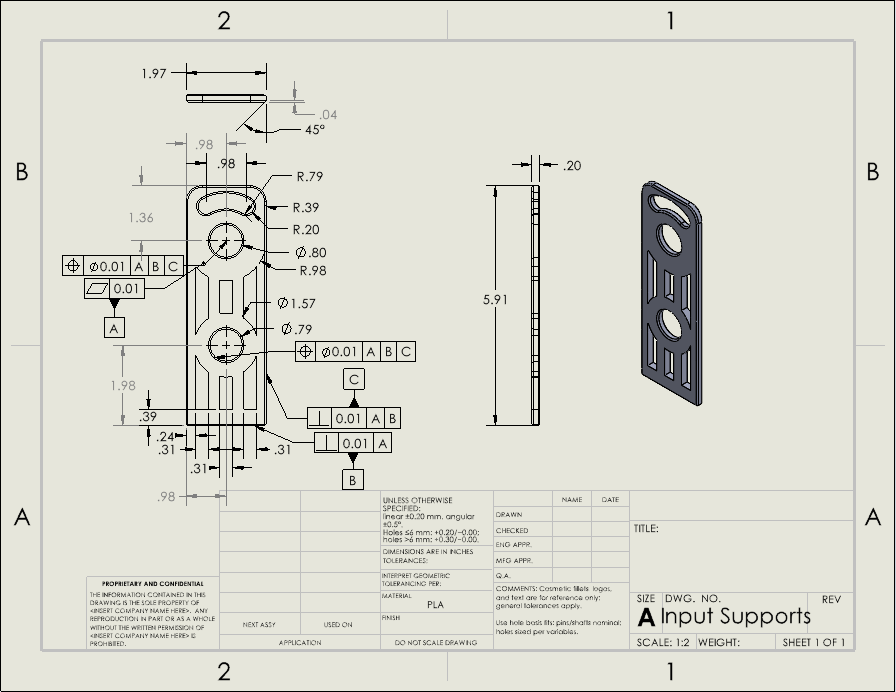 2
1
1.97
.04
45°
.98
.98
B
B
.20
R.79
R.39
1.36
R.20
⌀.80
⌀0.01 A B C
R.98
0.01
⌀1.57
5.91
A
⌀.79
⌀0.01 A B C
C
1.98
.39
0.01 A B
.24
0.01 A
.31
.31
.31
B
.98
A
A
UNLESS OTHERWISE
SPECIFIED:
linear ±0.20 mm, angular
±0.5°.
Holes ≤6 mm: +0.20/−0.00;
holes >6 mm: +0.30/−0.00.
DIMENSIONS ARE IN INCHES
TOLERANCES:
INTERPRET GEOMETRIC
TOLERANCING PER:
MATERIAL
PLA
FINISH
DO NOT SCALE DRAWING
NAME
DATE
DRAWN
CHECKED
ENG APPR.
MFG APPR.
Q.A.
COMMENTS: Cosmetic fillets, logos,
and text are for reference only;
general tolerances apply.
Use hole basis fits; pins/shafts nominal;
holes sized per variables.
TITLE:
SIZE
A
DWG. NO.
Input Supports
REV
SCALE: 1:2
WEIGHT:
SHEET 1 OF 1
PROPRIETARY AND CONFIDENTIAL
THE INFORMATION CONTAINED IN THIS
DRAWING IS THE SOLE PROPERTY OF
<INSERT COMPANY NAME HERE>. ANY
REPRODUCTION IN PART OR AS A WHOLE
WITHOUT THE WRITTEN PERMISSION OF
<INSERT COMPANY NAME HERE> IS
PROHIBITED.
NEXT ASSY
USED ON
APPLICATION
2
1